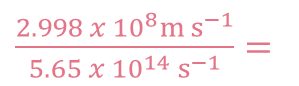 2.998 x 10⁸m s⁻¹
5.65 x 10¹⁴ s⁻¹ =